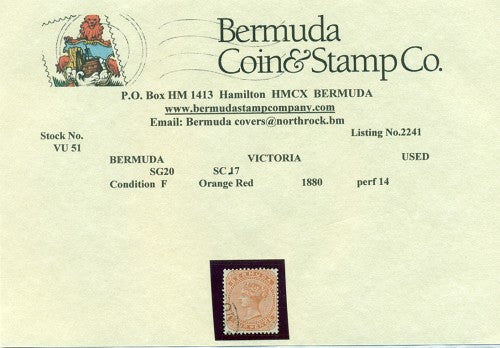 Bermuda
Coin&Stamp Co.
P.O. Box HM 1413 Hamilton HMCX BERMUDA
www.bermudastampcompany.com
Email: Bermuda covers@northrock.bm
Stock No. Listing No.2241
VU 51
BERMUDA VICTORIA USED
SG20 SC.17
Condition F Orange Red 1880 perf 14
BERMUDA